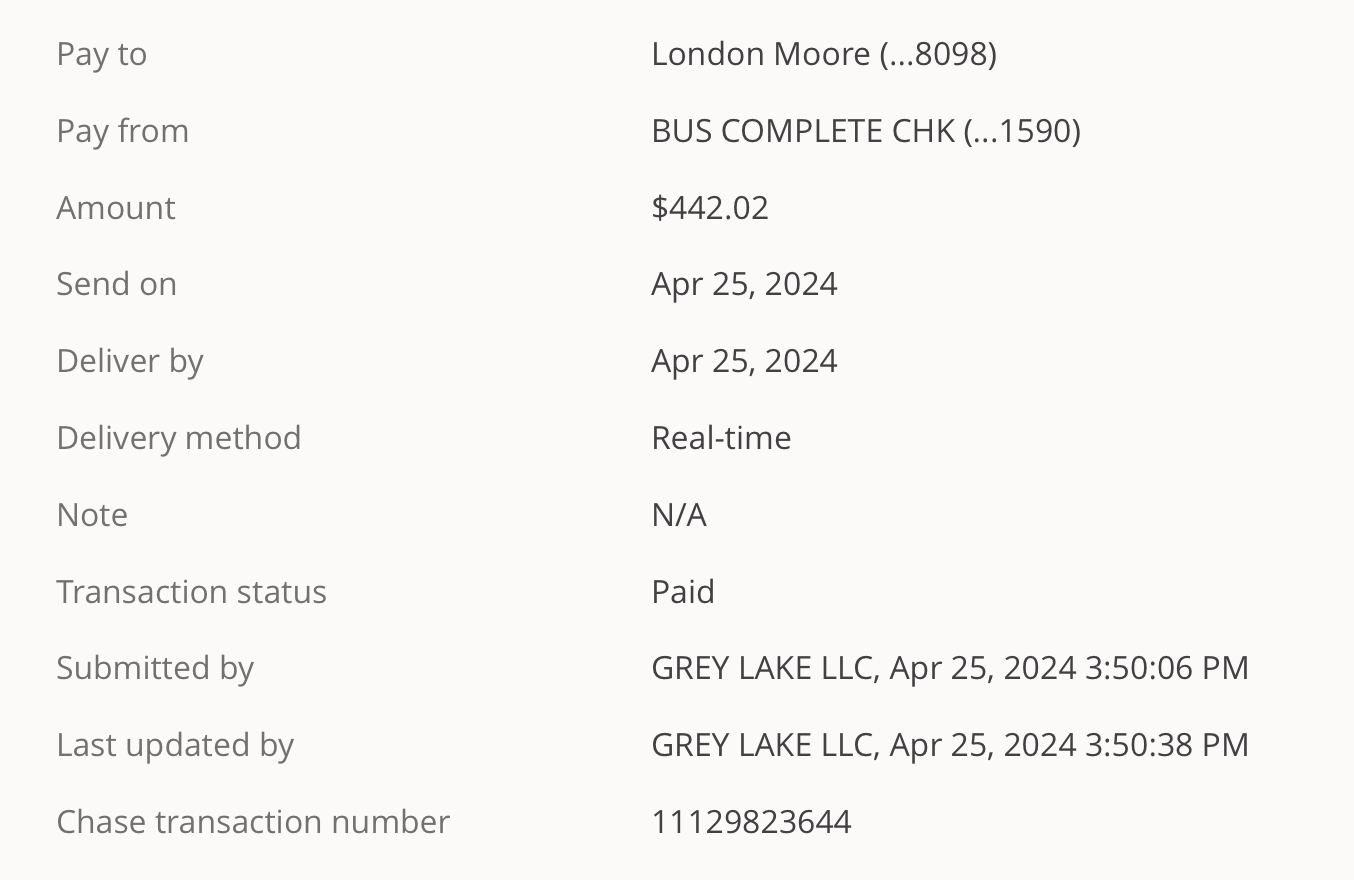 Pay to London Moore (...8098)
Pay from BUS COMPLETE CHK (...1590)
Amount $442.02
Send on Apr 25, 2024
Deliver by Apr 25, 2024
Delivery method Real-time
Note N/A
Transaction status Paid
Submitted by GREY LAKE LLC, Apr 25, 2024 3:50:06 PM
Last updated by GREY LAKE LLC, Apr 25, 2024 3:50:38 PM
Chase transaction number 11129823644